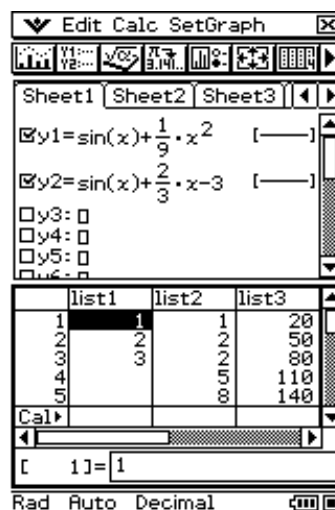 Edit Calc SetGraph
Sheet1 Sheet2 Sheet3
y1=sin(x)+1/9·x²
y2=sin(x)+2/3·x-3
y3:
y4:
y5:
list1 list2 list3
1 1 1 20
2 2 2 50
3 3 2 80
4 5 110
5 8 140
Cal
[ 1]= 1
Rad Auto Decimal